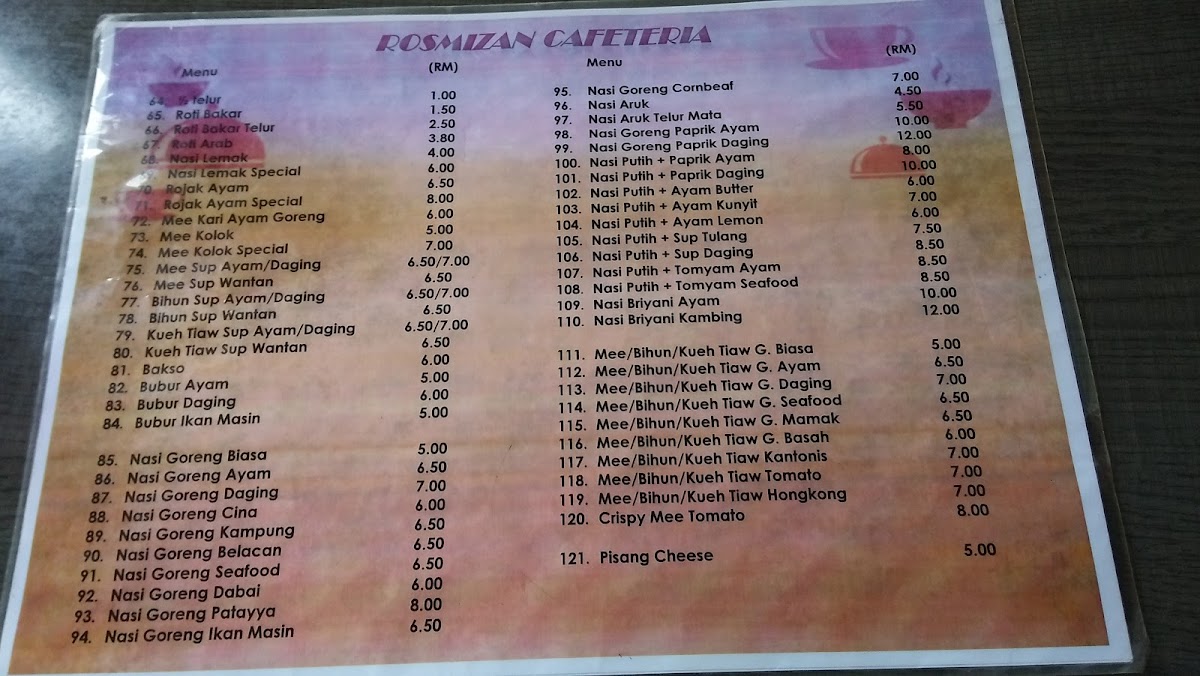 ROSMIZAN CAFETERIA
Menu (RM)
64. ½ Telur 1.00
65. Roti Bakar 1.50
66. Roti Bakar Telur 2.50
67. Roti Arab 3.80
68. Nasi Lemak 4.00
69. Nasi Lemak Special 6.00
70. Rojak Ayam 6.50
71. Rojak Ayam Special 8.00
72. Mee Kari Ayam Goreng 6.00
73. Mee Kolok 5.00
74. Mee Kolok Special 7.00
75. Mee Sup Ayam/Daging 6.50/7.00
76. Mee Sup Wantan 6.50
77. Bihun Sup Ayam/Daging 6.50/7.00
78. Bihun Sup Wantan 6.50
79. Kueh Tiaw Sup Ayam/Daging 6.50/7.00
80. Kueh Tiaw Sup Wantan 6.50
81. Bakso 6.00
82. Bubur Ayam 5.00
83. Bubur Daging 6.00
84. Bubur Ikan Masin 5.00
85. Nasi Goreng Biasa 5.00
86. Nasi Goreng Ayam 6.50
87. Nasi Goreng Daging 7.00
88. Nasi Goreng Cina 6.00
89. Nasi Goreng Kampung 6.50
90. Nasi Goreng Belacan 6.50
91. Nasi Goreng Seafood 6.50
92. Nasi Goreng Dabai 6.00
93. Nasi Goreng Patayya 8.00
94. Nasi Goreng Ikan Masin 6.50
Menu (RM)
95. Nasi Goreng Cornbeaf 7.00
96. Nasi Aruk 4.50
97. Nasi Aruk Telur Mata 5.50
98. Nasi Goreng Paprik Ayam 10.00
99. Nasi Goreng Paprik Daging 12.00
100. Nasi Putih + Paprik Ayam 8.00
101. Nasi Putih + Paprik Daging 10.00
102. Nasi Putih + Ayam Butter 6.00
103. Nasi Putih + Ayam Kunyit 7.00
104. Nasi Putih + Ayam Lemon 6.00
105. Nasi Putih + Sup Tulang 7.50
106. Nasi Putih + Sup Daging 8.50
107. Nasi Putih + Tomyam Ayam 8.50
108. Nasi Putih + Tomyam Seafood 8.50
109. Nasi Briyani Ayam 10.00
110. Nasi Briyani Kambing 12.00
111. Mee/Bihun/Kueh Tiaw G. Biasa 5.00
112. Mee/Bihun/Kueh Tiaw G. Ayam 6.50
113. Mee/Bihun/Kueh Tiaw G. Daging 7.00
114. Mee/Bihun/Kueh Tiaw G. Seafood 6.50
115. Mee/Bihun/Kueh Tiaw G. Mamak 6.50
116. Mee/Bihun/Kueh Tiaw G. Basah 6.00
117. Mee/Bihun/Kueh Tiaw Kantonis 7.00
118. Mee/Bihun/Kueh Tiaw Tomato 7.00
119. Mee/Bihun/Kueh Tiaw Hongkong 7.00
120. Crispy Mee Tomato 8.00
121. Pisang Cheese 5.00